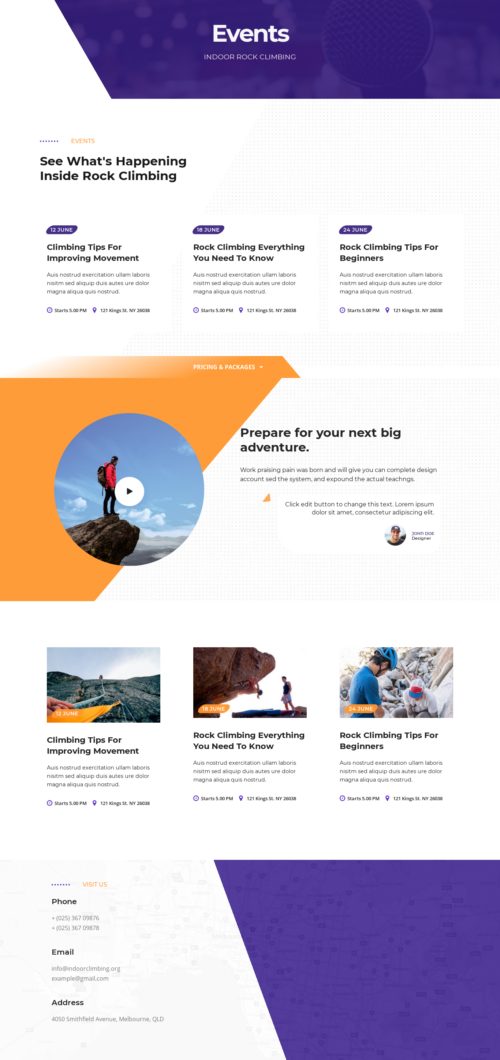 Events
INDOOR ROCK CLIMBING
EVENTS
See What's Happening
Inside Rock Climbing
12 JUNE
Climbing Tips For
Improving Movement
Auis nostrud exercitation ullam laboris
nisitm sed aliquip duis autes ure dolor
magna aliqua quis nostrud.
Starts 5.00 PM 121 Kings St. NY 26038
18 JUNE
Rock Climbing Everything
You Need To Know
Auis nostrud exercitation ullam laboris
nisitm sed aliquip duis autes ure dolor
magna aliqua quis nostrud.
Starts 5.00 PM 121 Kings St. NY 26038
24 JUNE
Rock Climbing Tips For
Beginners
Auis nostrud exercitation ullam laboris
nisitm sed aliquip duis autes ure dolor
magna aliqua quis nostrud.
Starts 5.00 PM 121 Kings St. NY 26038
PRICING & PACKAGES
Prepare for your next big
adventure.
Work praising pain was born and will give you can complete design
account sed the system, and expound the actual teachngs.
Click edit button to change this text. Lorem ipsum
dolor sit amet, consectetur adipiscing elit.
John Doe
Designer
12 JUNE
Climbing Tips For
Improving Movement
Auis nostrud exercitation ullam laboris
nisitm sed aliquip duis autes ure dolor
magna aliqua quis nostrud.
Starts 5.00 PM 121 Kings St. NY 26038
18 JUNE
Rock Climbing Everything
You Need To Know
Auis nostrud exercitation ullam laboris
nisitm sed aliquip duis autes ure dolor
magna aliqua quis nostrud.
Starts 5.00 PM 121 Kings St. NY 26038
24 JUNE
Rock Climbing Tips For
Beginners
Auis nostrud exercitation ullam laboris
nisitm sed aliquip duis autes ure dolor
magna aliqua quis nostrud.
Starts 5.00 PM 121 Kings St. NY 26038
VISIT US
Phone
+ (025) 367 09876
+ (025) 367 09878
Email
info@indoorclimbing.org
example@gmail.com
Address
4050 Smithfield Avenue, Melbourne, QLD